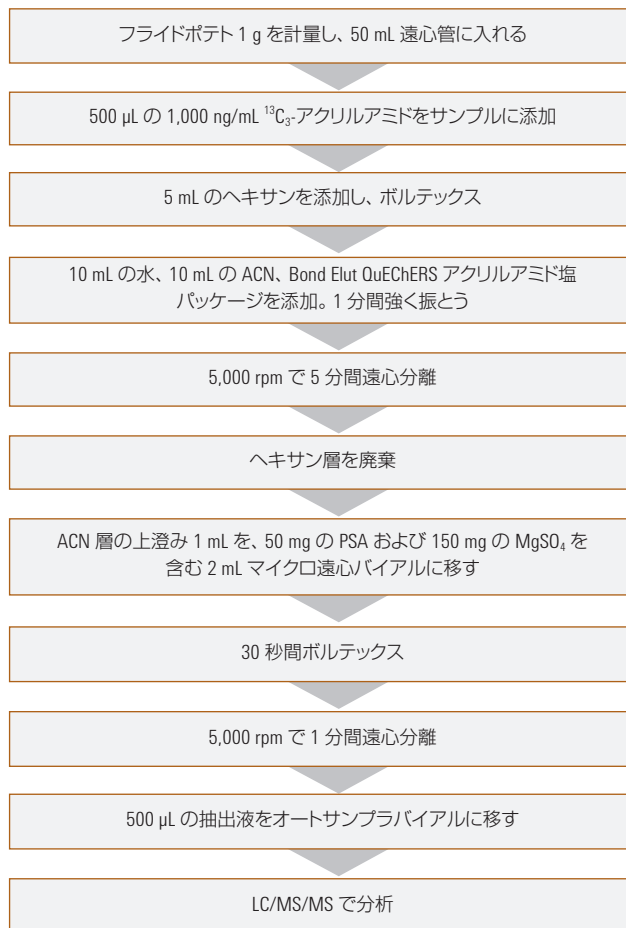 フライドポテト 1 g を計量し、50 mL 遠心管に入れる
500 µL の 1,000 ng/mL ¹³C₃-アクリルアミドをサンプルに添加
5 mL のヘキサンを添加し、ボルテックス
10 mL の水、10 mL の ACN、Bond Elut QuEChERS アクリルアミド塩
パッケージを添加。1 分間強く振とう
5,000 rpm で 5 分間遠心分離
ヘキサン層を廃棄
ACN 層の上澄み 1 mL を、50 mg の PSA および 150 mg の MgSO₄ を
含む 2 mL マイクロ遠心バイアルに移す
30 秒間ボルテックス
5,000 rpm で 1 分間遠心分離
500 µL の抽出液をオートサンプラバイアルに移す
LC/MS/MS で分析